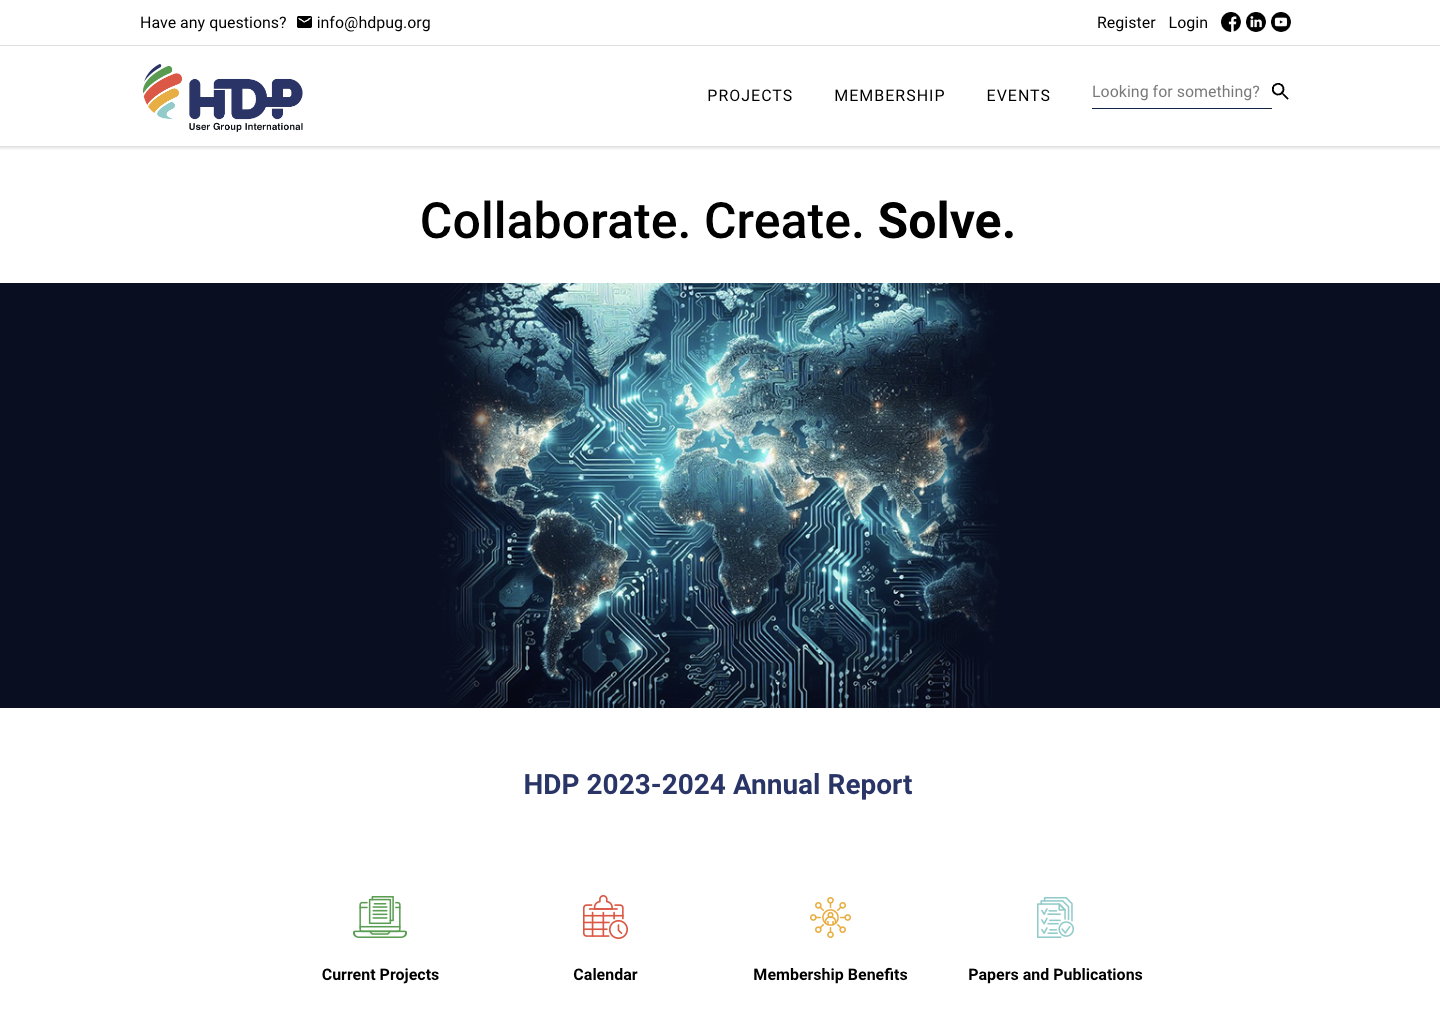 Have any questions? info@hdpug.org
Register Login
HDP
User Group International
PROJECTS MEMBERSHIP EVENTS
Looking for something?
Collaborate. Create. Solve.
HDP 2023-2024 Annual Report
Current Projects
Calendar
Membership Benefits
Papers and Publications